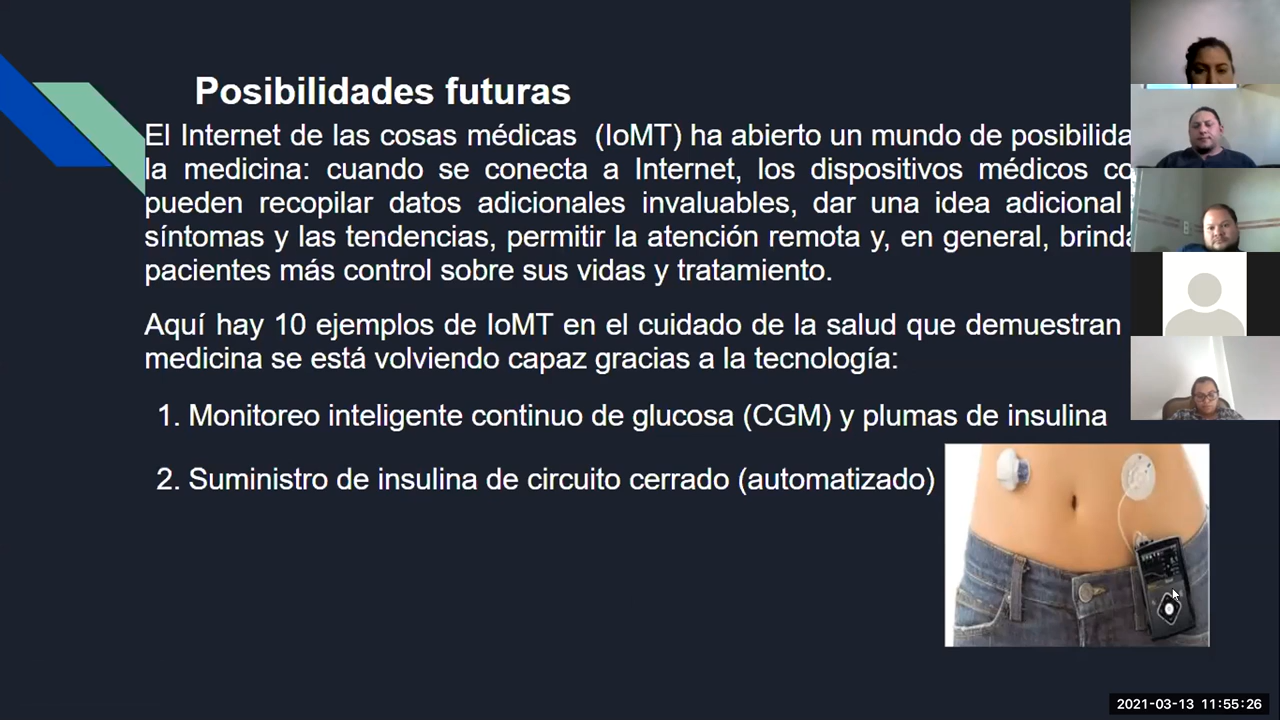 Posibilidades futuras
El Internet de las cosas médicas (IoMT) ha abierto un mundo de
la medicina: cuando se conecta a Internet, los dispositivos médicos
pueden recopilar datos adicionales invaluables, dar una idea adicional
síntomas y las tendencias, permitir la atención remota y, en general,
pacientes más control sobre sus vidas y tratamiento.
Aquí hay 10 ejemplos de IoMT en el cuidado de la salud que demuestran
medicina se está volviendo capaz gracias a la tecnología:
1. Monitoreo inteligente continuo de glucosa (CGM) y plumas de insulina
2. Suministro de insulina de circuito cerrado (automatizado)
2021-03-13 11:55:26